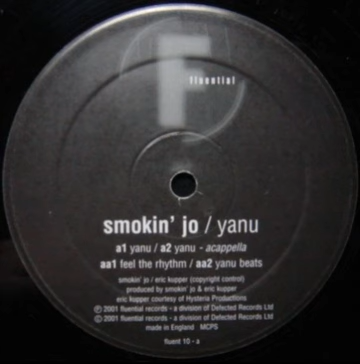 F
fluential
smokin' jo / yanu
a1 yanu / a2 yanu - acappella
aa1 feel the rhythm / aa2 yanu beats
smokin' jo / eric kupper (copyright control)
produced by smokin' jo & eric kupper
eric kupper courtesy of Hysteria Productions
℗ 2001 fluential records - a division of Defected Records Ltd
© 2001 fluential records - a division of Defected Records Ltd
made in England MCPS
fluent 10 - a